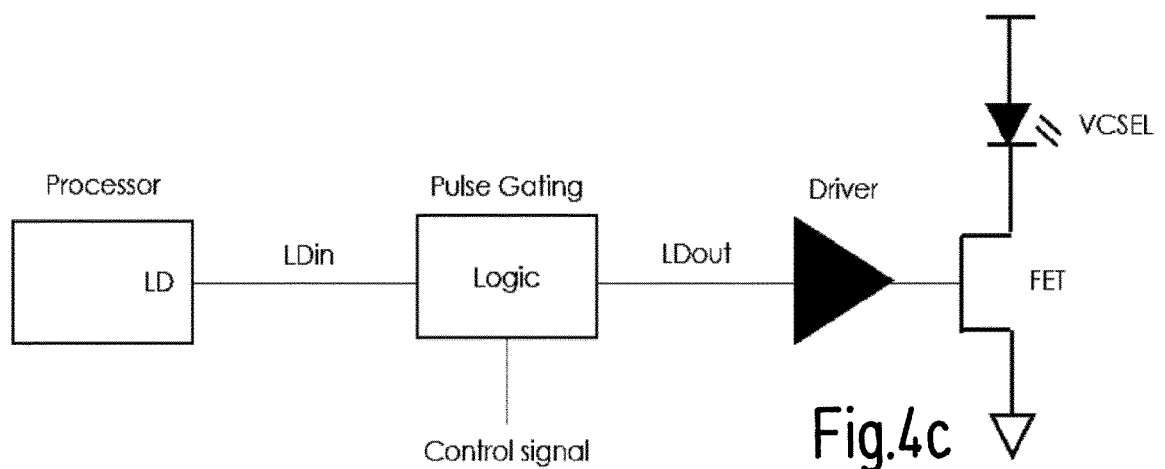 VCSEL
Processor
Pulse Gating
Driver
LD
LDin
Logic
LDout
FET
Control signal
Fig.4c